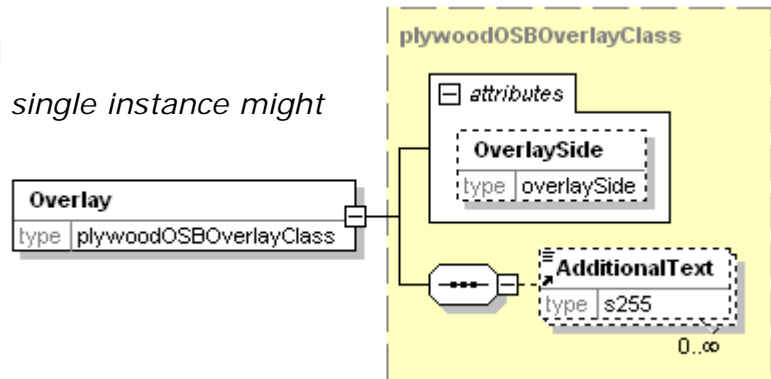 plywoodOSBOverlayClass
single instance might
attributes
OverlaySide
type overlaySide
Overlay
type plywoodOSBOverlayClass
AdditionalText
type s255
0..∞